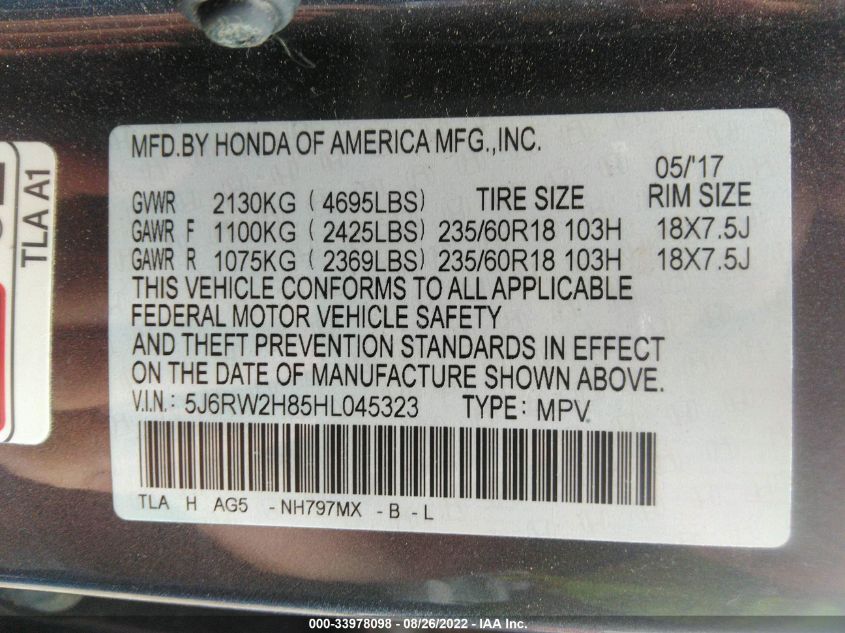 MFD.BY HONDA OF AMERICA MFG.,INC.
05/'17
GVWR 2130KG ( 4695LBS) TIRE SIZE RIM SIZE
GAWR F 1100KG ( 2425LBS) 235/60R18 103H 18X7.5J
GAWR R 1075KG ( 2369LBS) 235/60R18 103H 18X7.5J
THIS VEHICLE CONFORMS TO ALL APPLICABLE
FEDERAL MOTOR VEHICLE SAFETY
AND THEFT PREVENTION STANDARDS IN EFFECT
ON THE DATE OF MANUFACTURE SHOWN ABOVE.
V.I.N.: 5J6RW2H85HL045323 TYPE: MPV
TLA H AG5 -NH797MX -B -L
TLA A1
000-33978098 - 08/26/2022 - IAA Inc.